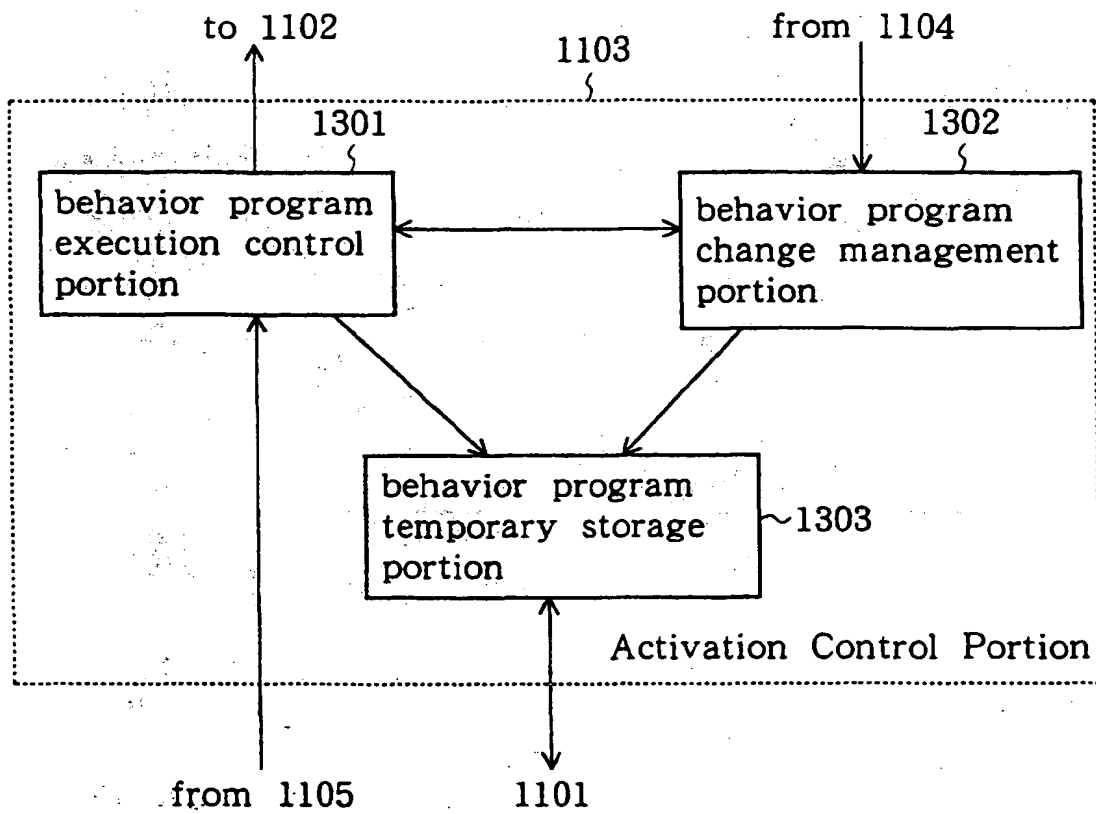 to 1102
from 1104
1103
1301
1302
behavior program
execution control
portion
behavior program
change management
portion
behavior program
temporary storage
portion
1303
Activation Control Portion
from 1105
1101